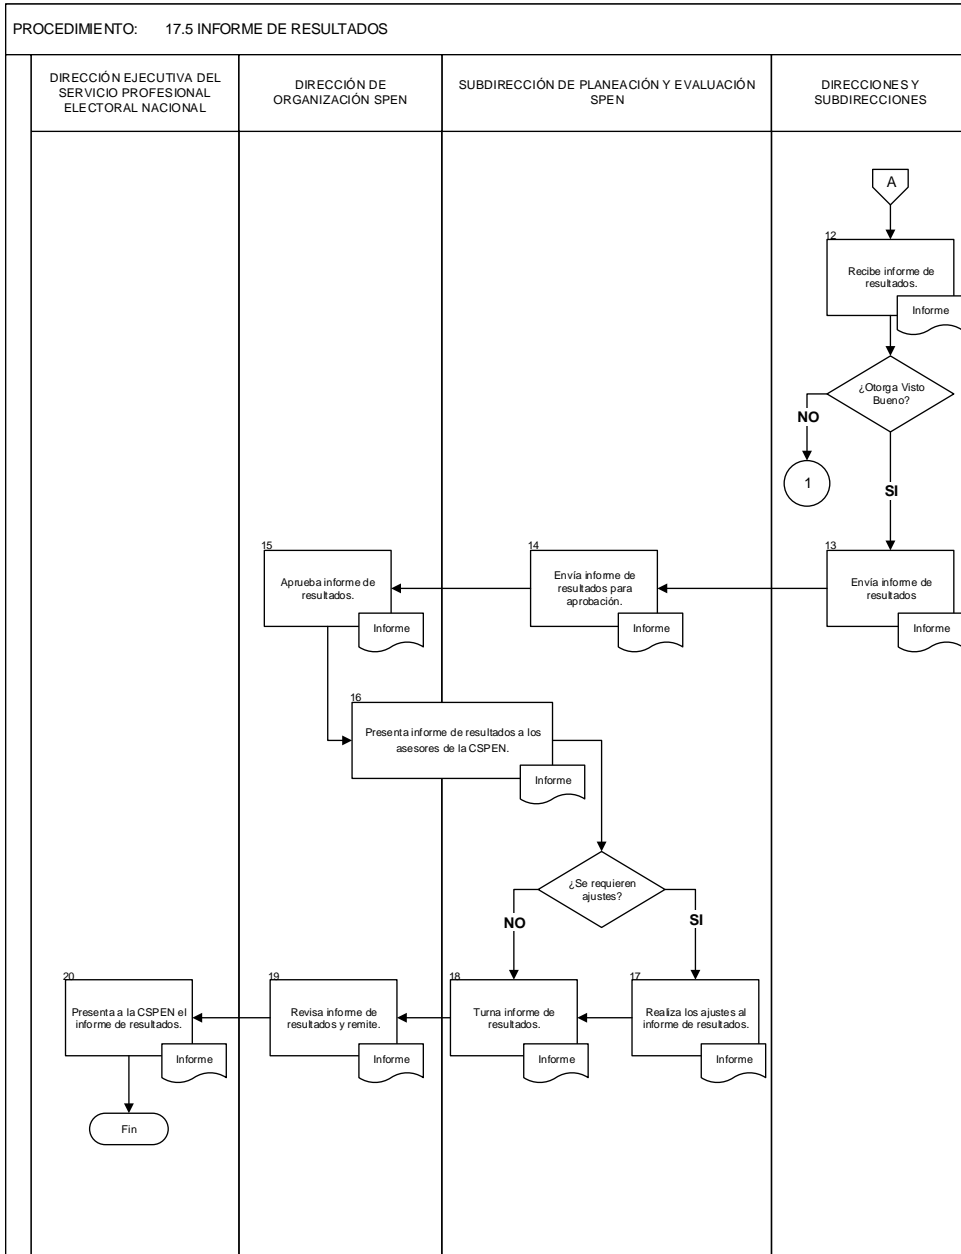 PROCEDIMIENTO: 17.5 INFORME DE RESULTADOS
DIRECCIÓN EJECUTIVA DEL
SERVICIO PROFESIONAL
ELECTORAL NACIONAL
DIRECCIÓN DE
ORGANIZACIÓN SPEN
SUBDIRECCIÓN DE PLANEACIÓN Y EVALUACIÓN
SPEN
DIRECCIONES Y
SUBDIRECCIONES
A
12
Recibe informe de
resultados.
Informe
¿Otorga Visto
Bueno?
NO
1
SI
15
Aprueba informe de
resultados.
Informe
14
Envía informe de
resultados para
aprobación.
Informe
13
Envía informe de
resultados
Informe
16
Presenta informe de resultados a los
asesores de la CSPEN.
Informe
¿Se requieren
ajustes?
NO
SI
20
Presenta a la CSPEN el
informe de resultados.
Informe
19
Revisa informe de
resultados y remite.
Informe
18
Turna informe de
resultados.
Informe
17
Realiza los ajustes al
informe de resultados.
Informe
Fin